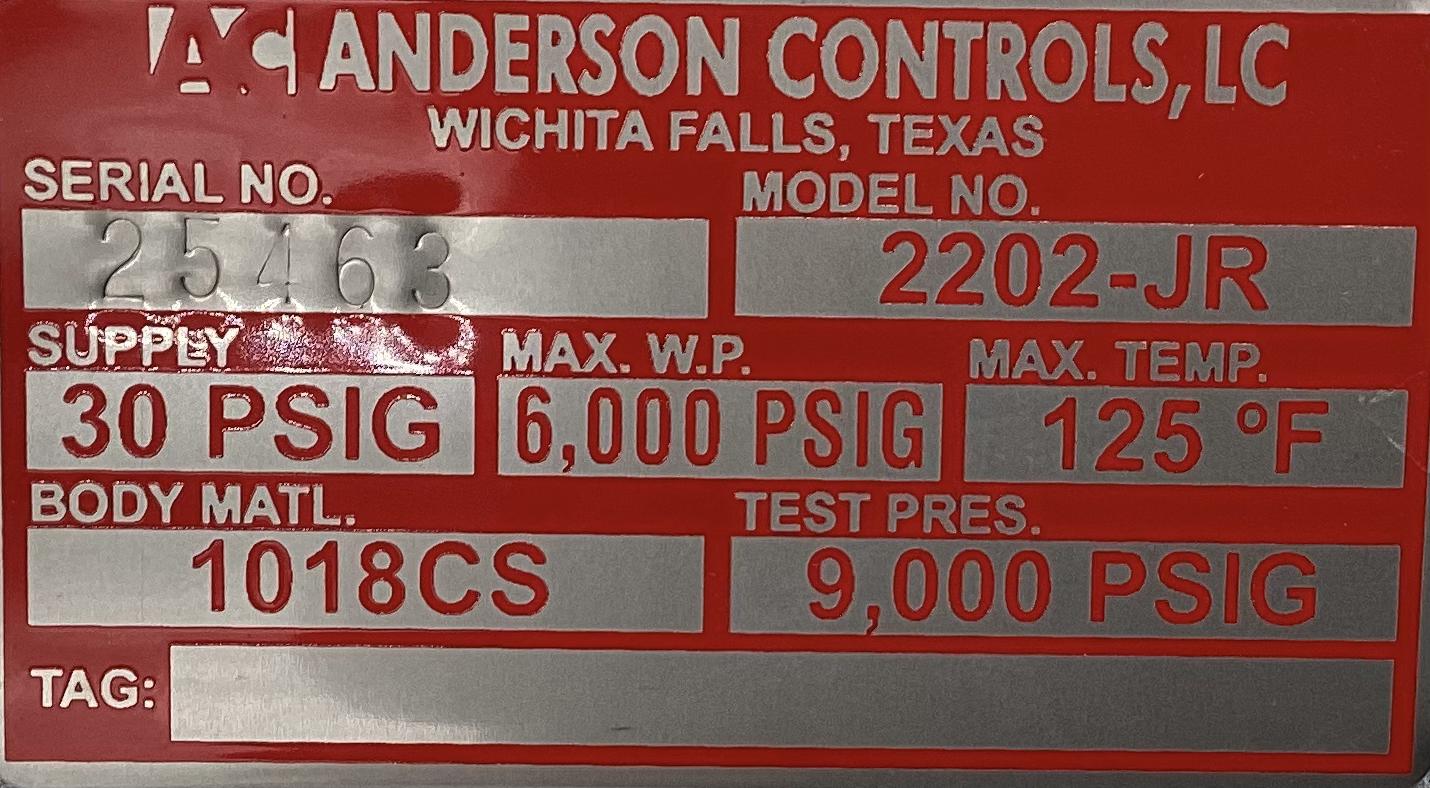 AC ANDERSON CONTROLS, LC
WICHITA FALLS, TEXAS
SERIAL NO. MODEL NO.
25463 2202-JR
SUPPLY MAX. W.P. MAX. TEMP.
30 PSIG 6,000 PSIG 125 ºF
BODY MATL. TEST PRES.
1018CS 9,000 PSIG
TAG: